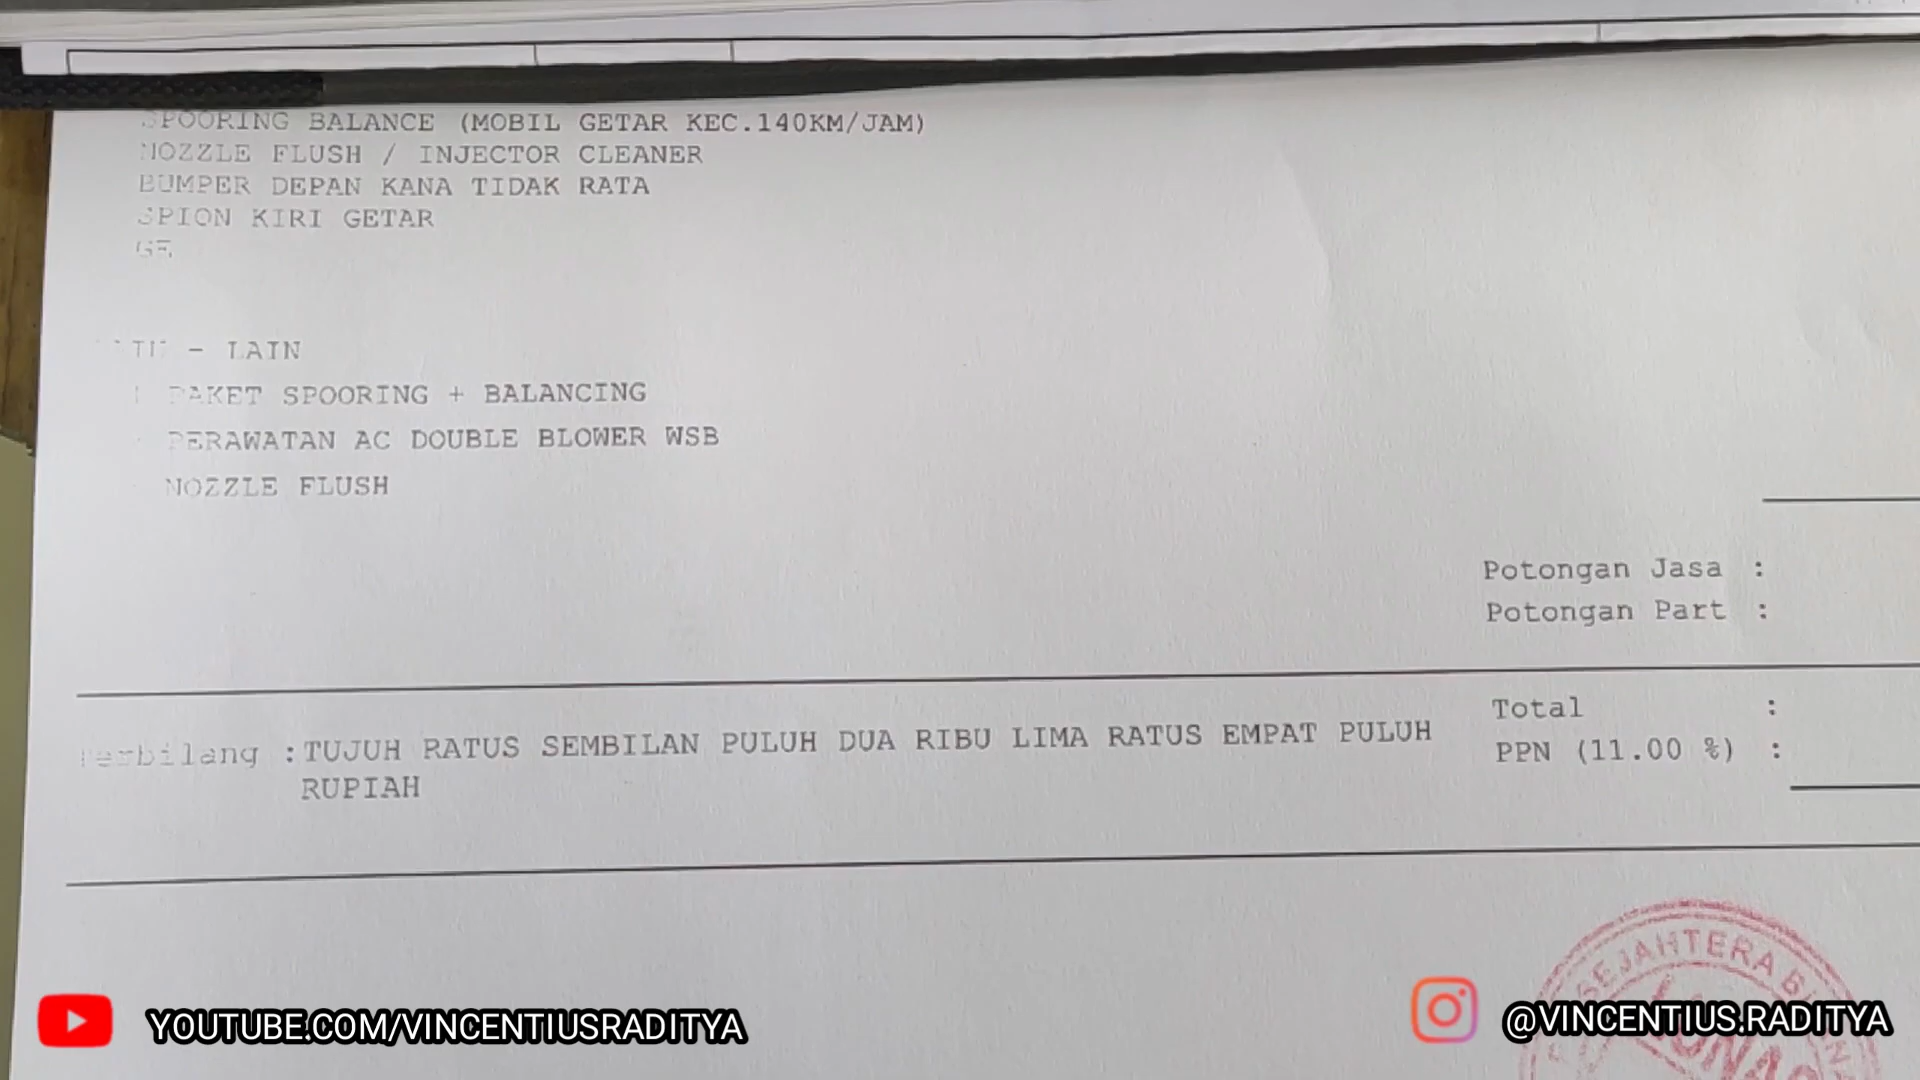 SPOORING BALANCE (MOBIL GETAR KEC.140KM/JAM)
NOZZLE FLUSH / INJECTOR CLEANER
BUMPER DEPAN KANA TIDAK RATA
SPION KIRI GETAR
GE
- LAIN
PAKET SPOORING + BALANCING
PERAWATAN AC DOUBLE BLOWER WSB
NOZZLE FLUSH
Potongan Jasa :
Potongan Part :
Total :
PPN (11.00 %) :
Terbilang :TUJUH RATUS SEMBILAN PULUH DUA RIBU LIMA RATUS EMPAT PULUH
RUPIAH
SEJAHTERA
YOUTUBE.COM/VINCENTIUSRADITYA
@VINCENTIUS.RADITYA